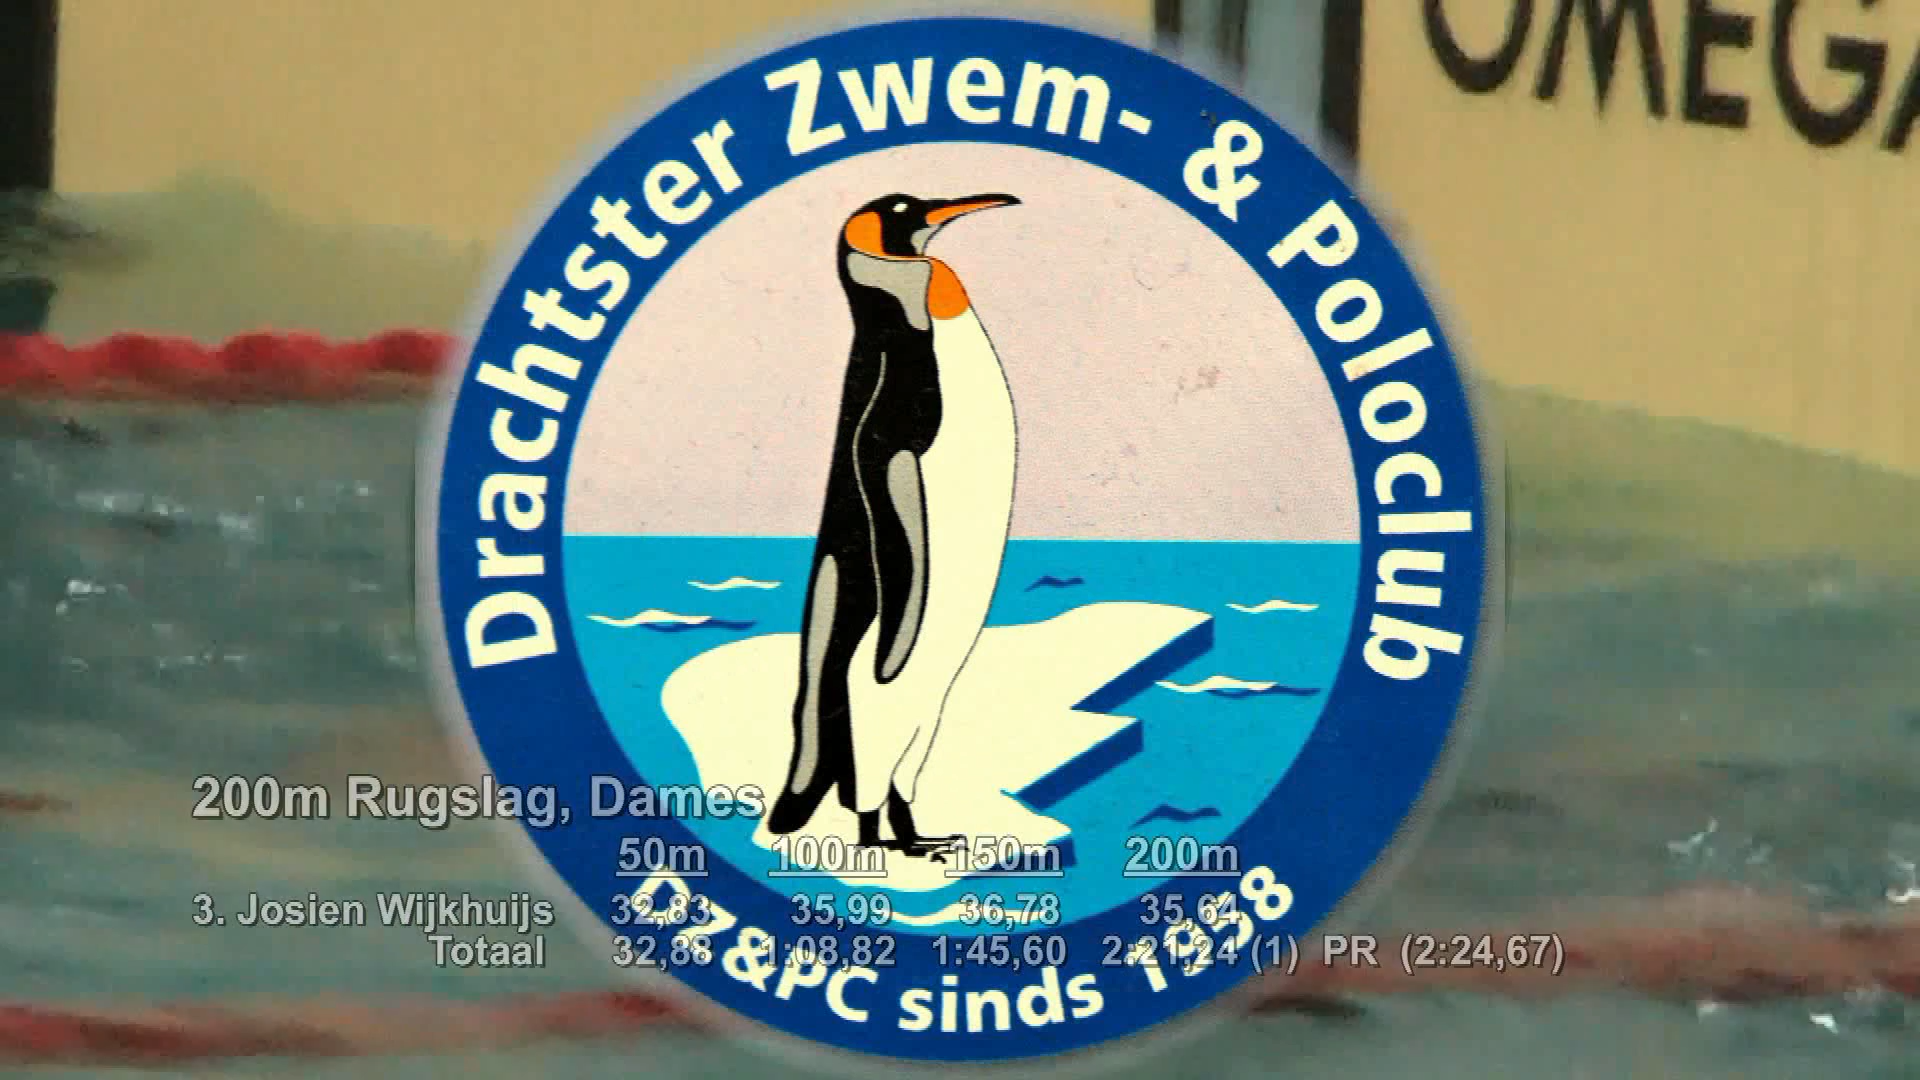 OMEGA
Drachtster Zwem- & Poloclub
200m Rugslag, Dames
50m 100m 150m 200m
3. Josien Wijkhuijs 32,83 35,99 36,78 35,64
Totaal 32,88 1:08,82 1:45,60 2:21,24 (1) PR (2:24,67)
DZ&PC sinds 1958